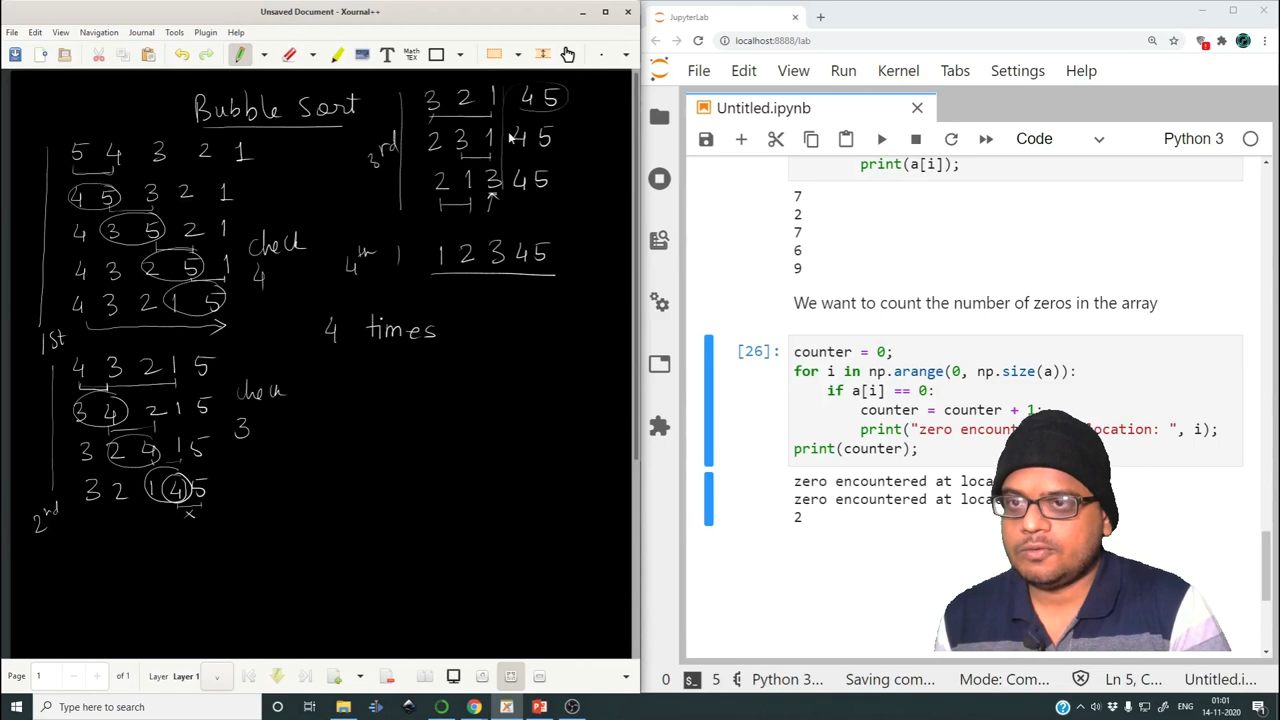 Unsaved Document - Xournal++
File Edit View Navigation Journal Tools Plugin Help
Bubble Sort
5 4 3 2 1
4 5 3 2 1
4 3 5 2 1
4 3 2 5 1
4 3 2 1 5
check
4
1st
4 3 2 1 5
3 4 2 1 5
3 2 4 1 5
3 2 1 4 5
x
check
3
2nd
3 2 1 4 5
2 3 1 4 5
2 1 3 4 5
3rd
4th 1 2 3 4 5
4 times
Page 1 of 1 Layer Layer 1
JupyterLab
localhost:8888/lab
File Edit View Run Kernel Tabs Settings Help
Untitled.ipynb
Code Python 3
print(a[i]);
7
2
7
6
9
We want to count the number of zeros in the array
[26]: counter = 0;
for i in np.arange(0, np.size(a)):
if a[i] == 0:
counter = counter + 1;
print("zero location: ", i);
print(counter);
zero encountered at
zero encountered at
2
0 5 Python 3... Saving com... Mode: Com... Ln 5, C... Untitled.i...
Type here to search
01:01
14-11-2020